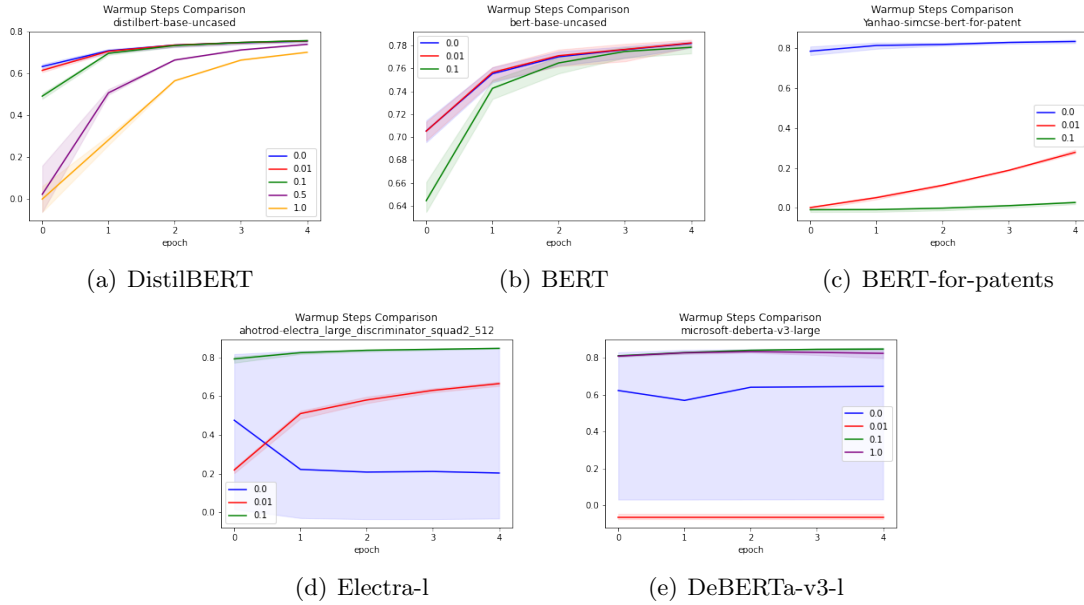 Warmup Steps Comparison
distilbert-base-uncased
0.8
0.6
0.4
0.2
0.0
0.0
0.01
0.1
0.5
1.0
0 1 2 3 4
epoch
(a) DistilBERT
Warmup Steps Comparison
bert-base-uncased
0.78
0.76
0.74
0.72
0.70
0.68
0.66
0.64
0.0
0.01
0.1
0 1 2 3 4
epoch
(b) BERT
Warmup Steps Comparison
Yanhao-simcse-bert-for-patent
0.8
0.6
0.4
0.2
0.0
0.0
0.01
0.1
0 1 2 3 4
epoch
(c) BERT-for-patents
Warmup Steps Comparison
ahotrod-electra_large_discriminator_squad2_512
0.8
0.6
0.4
0.2
0.0
0.0
0.01
0.1
0 1 2 3 4
epoch
(d) Electra-l
Warmup Steps Comparison
microsoft-deberta-v3-large
0.8
0.6
0.4
0.2
0.0
0.0
0.01
0.1
1.0
0 1 2 3 4
epoch
(e) DeBERTa-v3-l